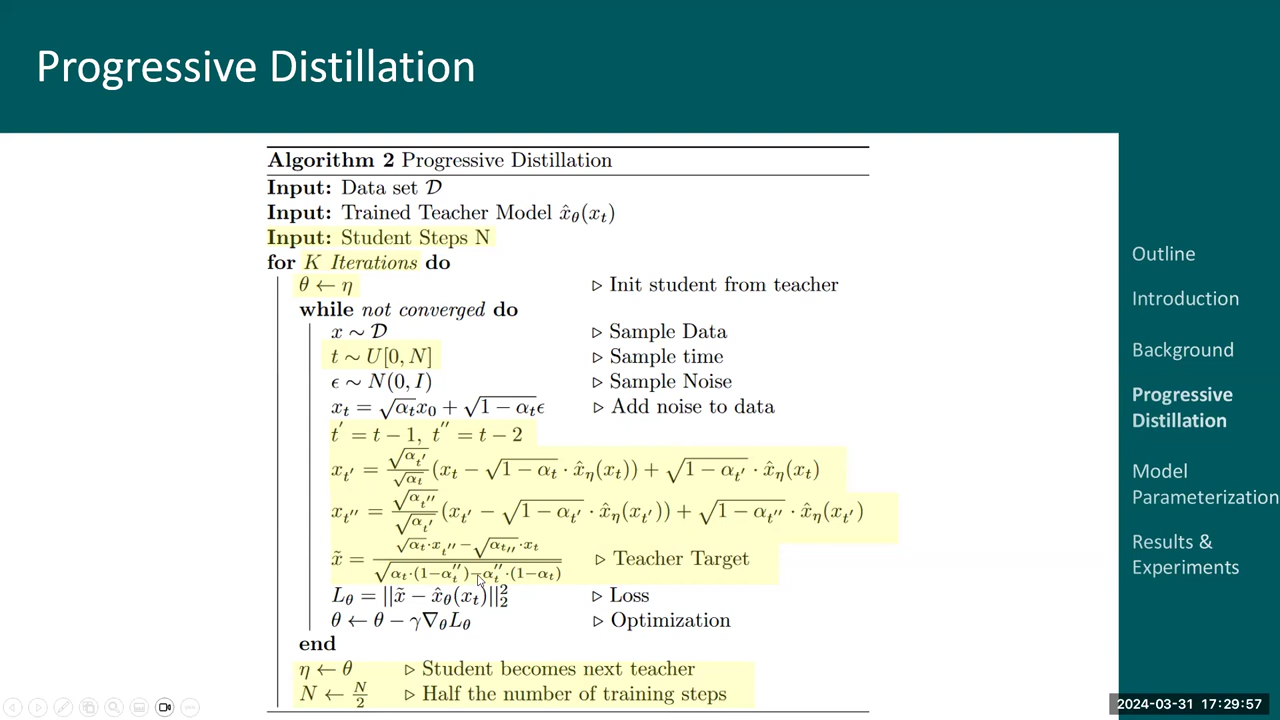 Progressive Distillation
Algorithm 2 Progressive Distillation
Input: Data set 𝒟
Input: Trained Teacher Model x̂_θ(x_t)
Input: Student Steps N
for K Iterations do
θ ← η ▷ Init student from teacher
while not converged do
x ∼ 𝒟 ▷ Sample Data
t ∼ U[0, N] ▷ Sample time
ϵ ∼ N(0, I) ▷ Sample Noise
x_t = √α_t x_0 + √(1 − α_t) ϵ ▷ Add noise to data
t′ = t − 1, t″ = t − 2
x_t′ = (√α_t′ / √α_t)(x_t − √(1 − α_t) · x̂_η(x_t)) + √(1 − α_t′) · x̂_η(x_t)
x_t″ = (√α_t″ / √α_t′)(x_t′ − √(1 − α_t′) · x̂_η(x_t′)) + √(1 − α_t″) · x̂_η(x_t′)
x̃ = (√α_t · x_t″ − √α_t″ · x_t) / √(α_t · (1 − α_t″) − α_t″ · (1 − α_t)) ▷ Teacher Target
L_θ = ||x̃ − x̂_θ(x_t)||²₂ ▷ Loss
θ ← θ − γ∇_θ L_θ ▷ Optimization
end
η ← θ ▷ Student becomes next teacher
N ← N/2 ▷ Half the number of training steps
Outline
Introduction
Background
Progressive
Distillation
Model
Parameterization
Results &
Experiments
2024-03-31 17:29:57